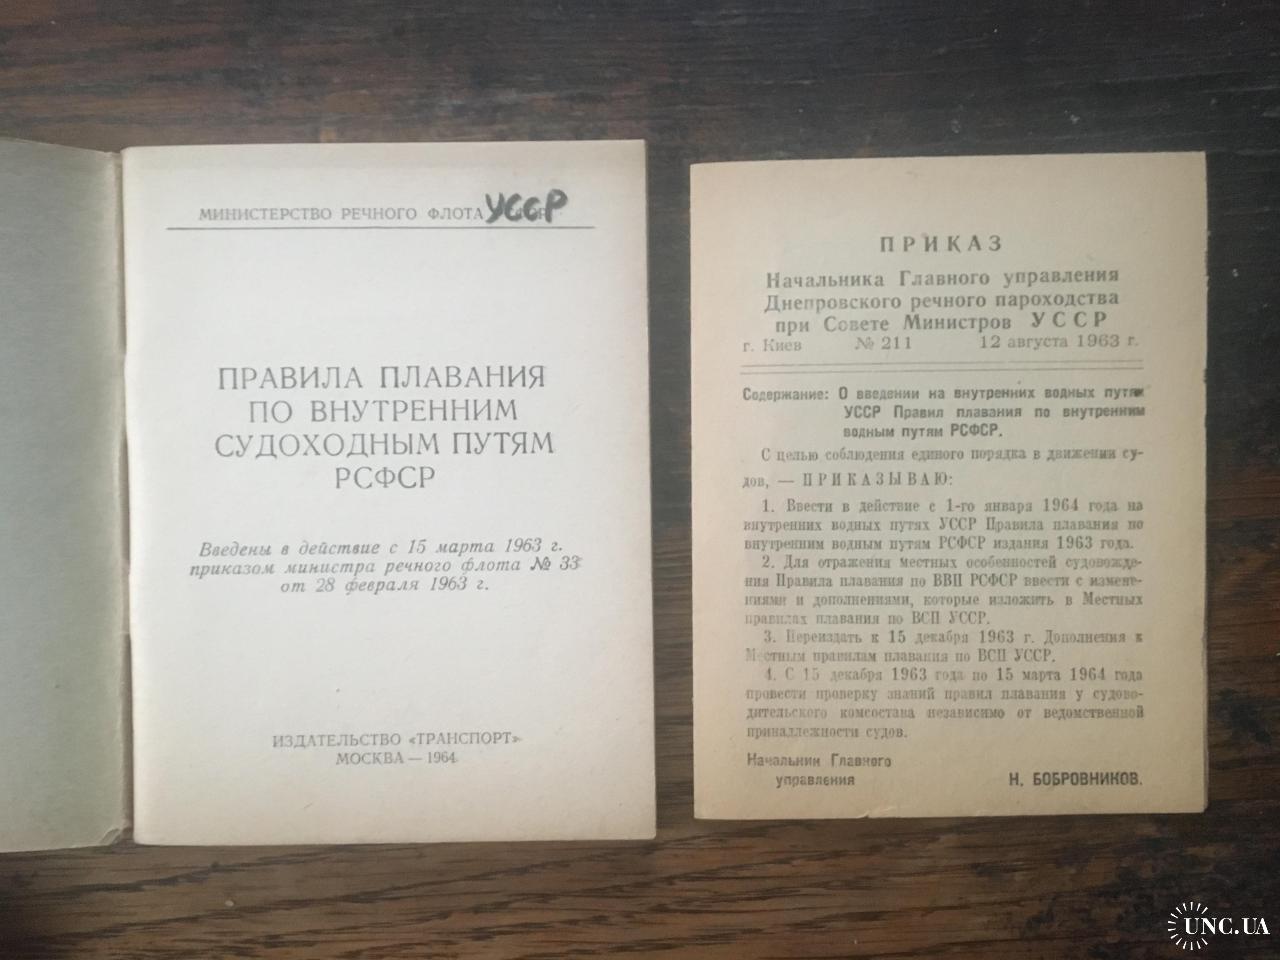 МИНИСТЕРСТВО РЕЧНОГО ФЛОТА УССР
ПРАВИЛА ПЛАВАНИЯ
ПО ВНУТРЕННИМ
СУДОХОДНЫМ ПУТЯМ
РСФСР
Введены в действие с 15 марта 1963 г.
приказом министра речного флота № 33
от 28 февраля 1963 г.
ИЗДАТЕЛЬСТВО «ТРАНСПОРТ»
МОСКВА — 1964
ПРИКАЗ
Начальника Главного управления
Днепровского речного пароходства
при Совете Министров УССР
г. Киев № 211 12 августа 1963 г.
Содержание: О введении на внутренних водных путях
УССР Правил плавания по внутренним
водным путям РСФСР.
С целью соблюдения единого порядка в движении су-
дов, — ПРИКАЗЫВАЮ:
1. Ввести в действие с 1-го января 1964 года на
внутренних водных путях УССР Правила плавания по
внутренним водным путям РСФСР издания 1963 года.
2. Для отражения местных особенностей судовожде-
ния Правила плавания по ВВП РСФСР ввести с измене-
ниями и дополнениями, которые изложить в Местных
правилах плавания по ВСП УССР.
3. Переиздать к 15 декабря 1963 г. Дополнения к
Местным правилам плавания по ВСП УССР.
4. С 15 декабря 1963 года по 15 марта 1964 года
провести проверку знаний правил плавания у судово-
дительского комсостава независимо от ведомственной
принадлежности судов.
Начальник Главного
управления Н. БОБРОВНИКОВ.
UNC.UA